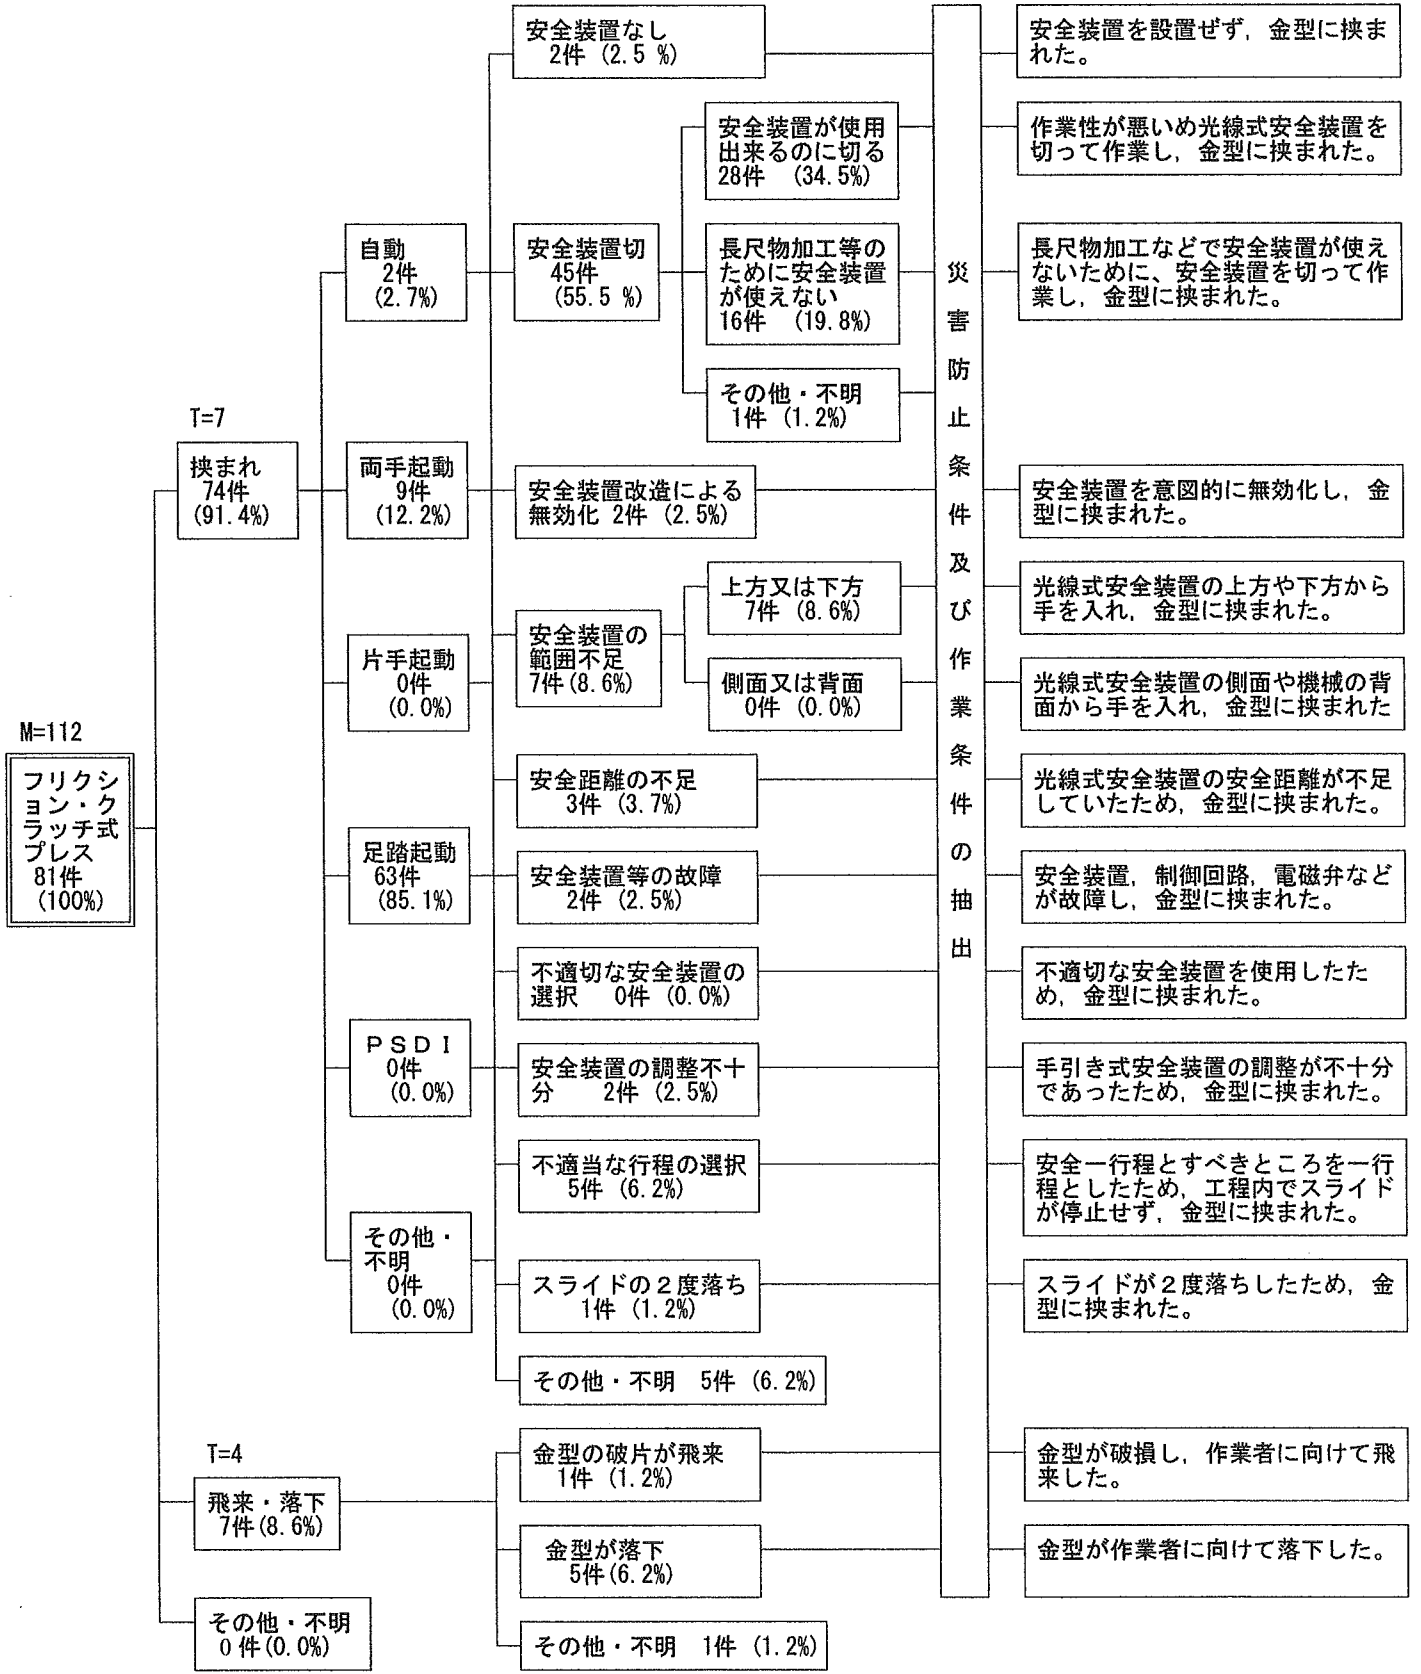 M=112
フリクシ
ョン・ク
ラッチ式
プレス
81件
(100%)
T=7
挟まれ
74件
(91.4%)
自動
2件
(2.7%)
両手起動
9件
(12.2%)
片手起動
0件
(0.0%)
足踏起動
63件
(85.1%)
PSDI
0件
(0.0%)
その他・
不明
0件
(0.0%)
安全装置なし
2件 (2.5 %)
安全装置切
45件
(55.5 %)
安全装置が使用
出来るのに切る
28件 (34.5%)
長尺物加工等の
ために安全装置
が使えない
16件 (19.8%)
その他・不明
1件 (1.2%)
安全装置改造による
無効化 2件 (2.5%)
安全装置の
範囲不足
7件(8.6%)
上方又は下方
7件 (8.6%)
側面又は背面
0件 (0.0%)
安全距離の不足
3件 (3.7%)
安全装置等の故障
2件 (2.5%)
不適切な安全装置の
選択 0件 (0.0%)
安全装置の調整不十
分 2件 (2.5%)
不適当な行程の選択
5件 (6.2%)
スライドの2度落ち
1件 (1.2%)
その他・不明 5件 (6.2%)
T=4
飛来・落下
7件(8.6%)
金型の破片が飛来
1件 (1.2%)
金型が落下
5件(6.2%)
その他・不明 1件 (1.2%)
その他・不明
0件(0.0%)
災害防止条件及び作業条件の抽出
安全装置を設置ぜず,金型に挟ま
れた。
作業性が悪いめ光線式安全装置を
切って作業し,金型に挟まれた。
長尺物加工などで安全装置が使え
ないために、安全装置を切って作
業し,金型に挟まれた。
安全装置を意図的に無効化し,金
型に挟まれた。
光線式安全装置の上方や下方から
手を入れ,金型に挟まれた。
光線式安全装置の側面や機械の背
面から手を入れ,金型に挟まれた
光線式安全装置の安全距離が不足
していたため,金型に挟まれた。
安全装置,制御回路,電磁弁など
が故障し,金型に挟まれた。
不適切な安全装置を使用したた
め,金型に挟まれた。
手引き式安全装置の調整が不十分
であったため,金型に挟まれた。
安全一行程とすべきところを一行
程としたため,工程内でスライド
が停止せず,金型に挟まれた。
スライドが2度落ちしたため,金
型に挟まれた。
金型が破損し,作業者に向けて飛
来した。
金型が作業者に向けて落下した。